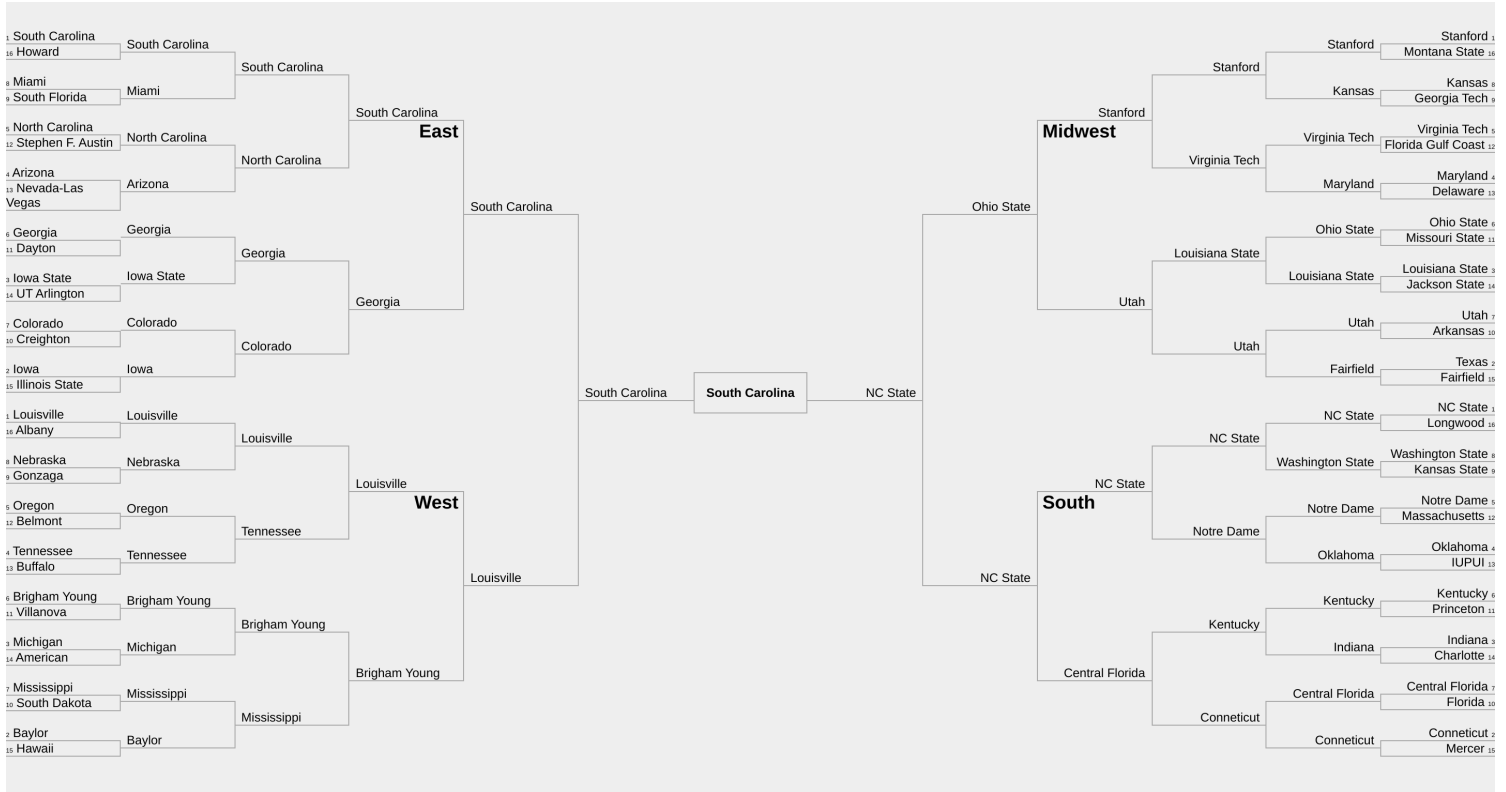 1 South Carolina
16 Howard
8 Miami
9 South Florida
5 North Carolina
12 Stephen F. Austin
4 Arizona
13 Nevada-Las
Vegas
6 Georgia
11 Dayton
3 Iowa State
14 UT Arlington
7 Colorado
10 Creighton
2 Iowa
15 Illinois State
1 Louisville
16 Albany
8 Nebraska
9 Gonzaga
5 Oregon
12 Belmont
4 Tennessee
13 Buffalo
6 Brigham Young
11 Villanova
3 Michigan
14 American
7 Mississippi
10 South Dakota
2 Baylor
15 Hawaii
South Carolina
Miami
North Carolina
Arizona
Georgia
Iowa State
Colorado
Iowa
Louisville
Nebraska
Oregon
Tennessee
Brigham Young
Michigan
Mississippi
Baylor
South Carolina
North Carolina
Georgia
Colorado
Louisville
Tennessee
Brigham Young
Mississippi
South Carolina
East
Georgia
Louisville
West
Brigham Young
South Carolina
Louisville
South Carolina
South Carolina
NC State
Ohio State
NC State
Stanford
Midwest
Utah
NC State
South
Central Florida
Stanford
Virginia Tech
Louisiana State
Utah
NC State
Notre Dame
Kentucky
Conneticut
Stanford
Kansas
Virginia Tech
Maryland
Ohio State
Louisiana State
Utah
Fairfield
NC State
Washington State
Notre Dame
Oklahoma
Kentucky
Indiana
Central Florida
Conneticut
Stanford 1
Montana State 16
Kansas 8
Georgia Tech 9
Virginia Tech 5
Florida Gulf Coast 12
Maryland 4
Delaware 13
Ohio State 6
Missouri State 11
Louisiana State 3
Jackson State 14
Utah 7
Arkansas 10
Texas 2
Fairfield 15
NC State 1
Longwood 16
Washington State 8
Kansas State 9
Notre Dame 5
Massachusetts 12
Oklahoma 4
IUPUI 13
Kentucky 6
Princeton 11
Indiana 3
Charlotte 14
Central Florida 7
Florida 10
Conneticut 2
Mercer 15